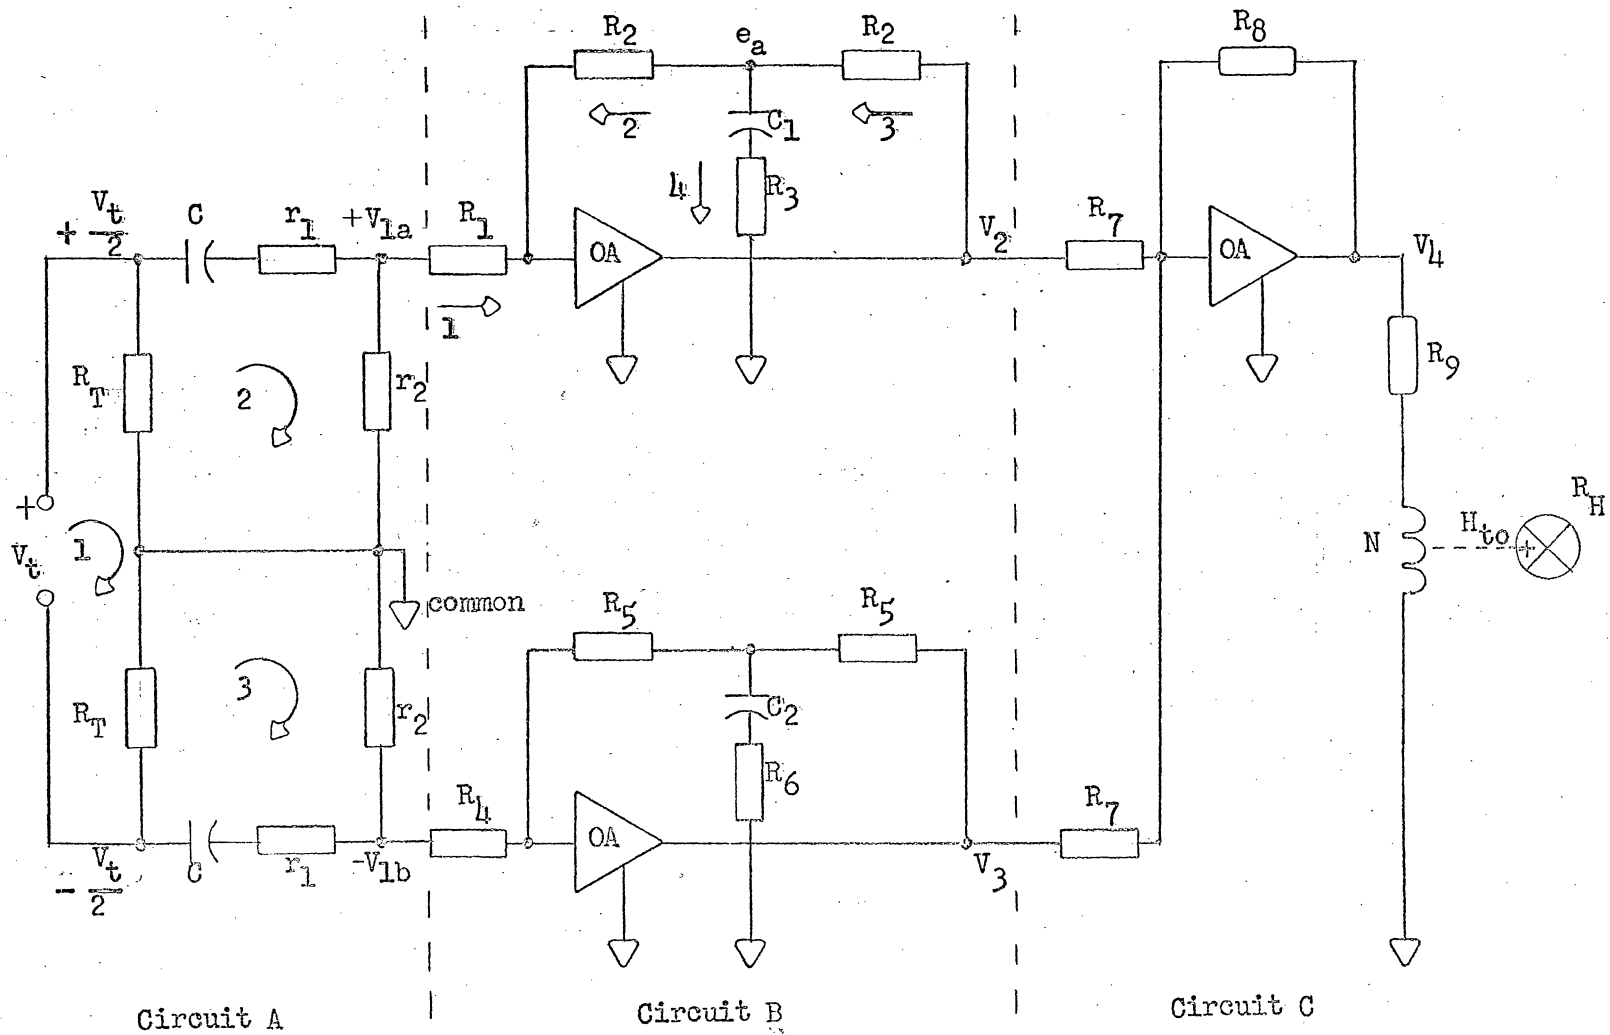 R2
ea
R2
R8
2
C1
3
4
R3
+ Vt/2
C
r1
+V1a
R1
OA
V2
R7
OA
V4
1
RT
2
r2
R9
+
Vt
1
common
N
Hto
+
RH
R5
R5
RT
3
r2
C2
R6
- Vt/2
C
r1
-V1b
R4
OA
V3
R7
Circuit A
Circuit B
Circuit C